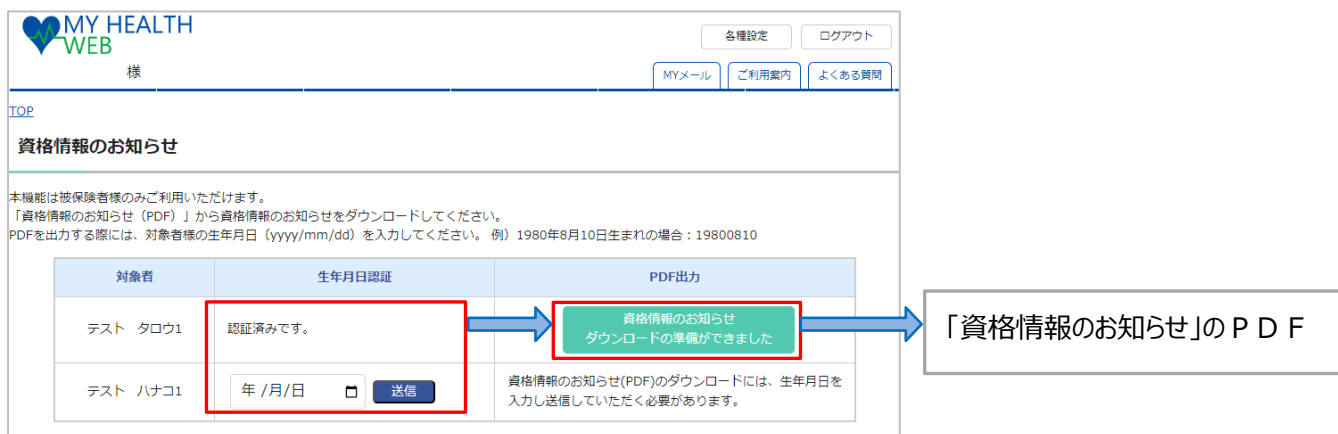 MY HEALTH
WEB
各種設定
ログアウト
様
MYメール
ご利用案内
よくある質問
TOP
資格情報のお知らせ
本機能は被保険者様のみご利用いただけます。
「資格情報のお知らせ（PDF）」から資格情報のお知らせをダウンロードしてください。
PDFを出力する際には、対象者様の生年月日（yyyy/mm/dd）を入力してください。 例）1980年8月10日生まれの場合：19800810
対象者
生年月日認証
PDF出力
テスト　タロウ1
認証済みです。
資格情報のお知らせ
ダウンロードの準備ができました
「資格情報のお知らせ」のＰＤＦ
テスト　ハナコ1
年 /月/日
送信
資格情報のお知らせ(PDF)のダウンロードには、生年月日を
入力し送信していただく必要があります。